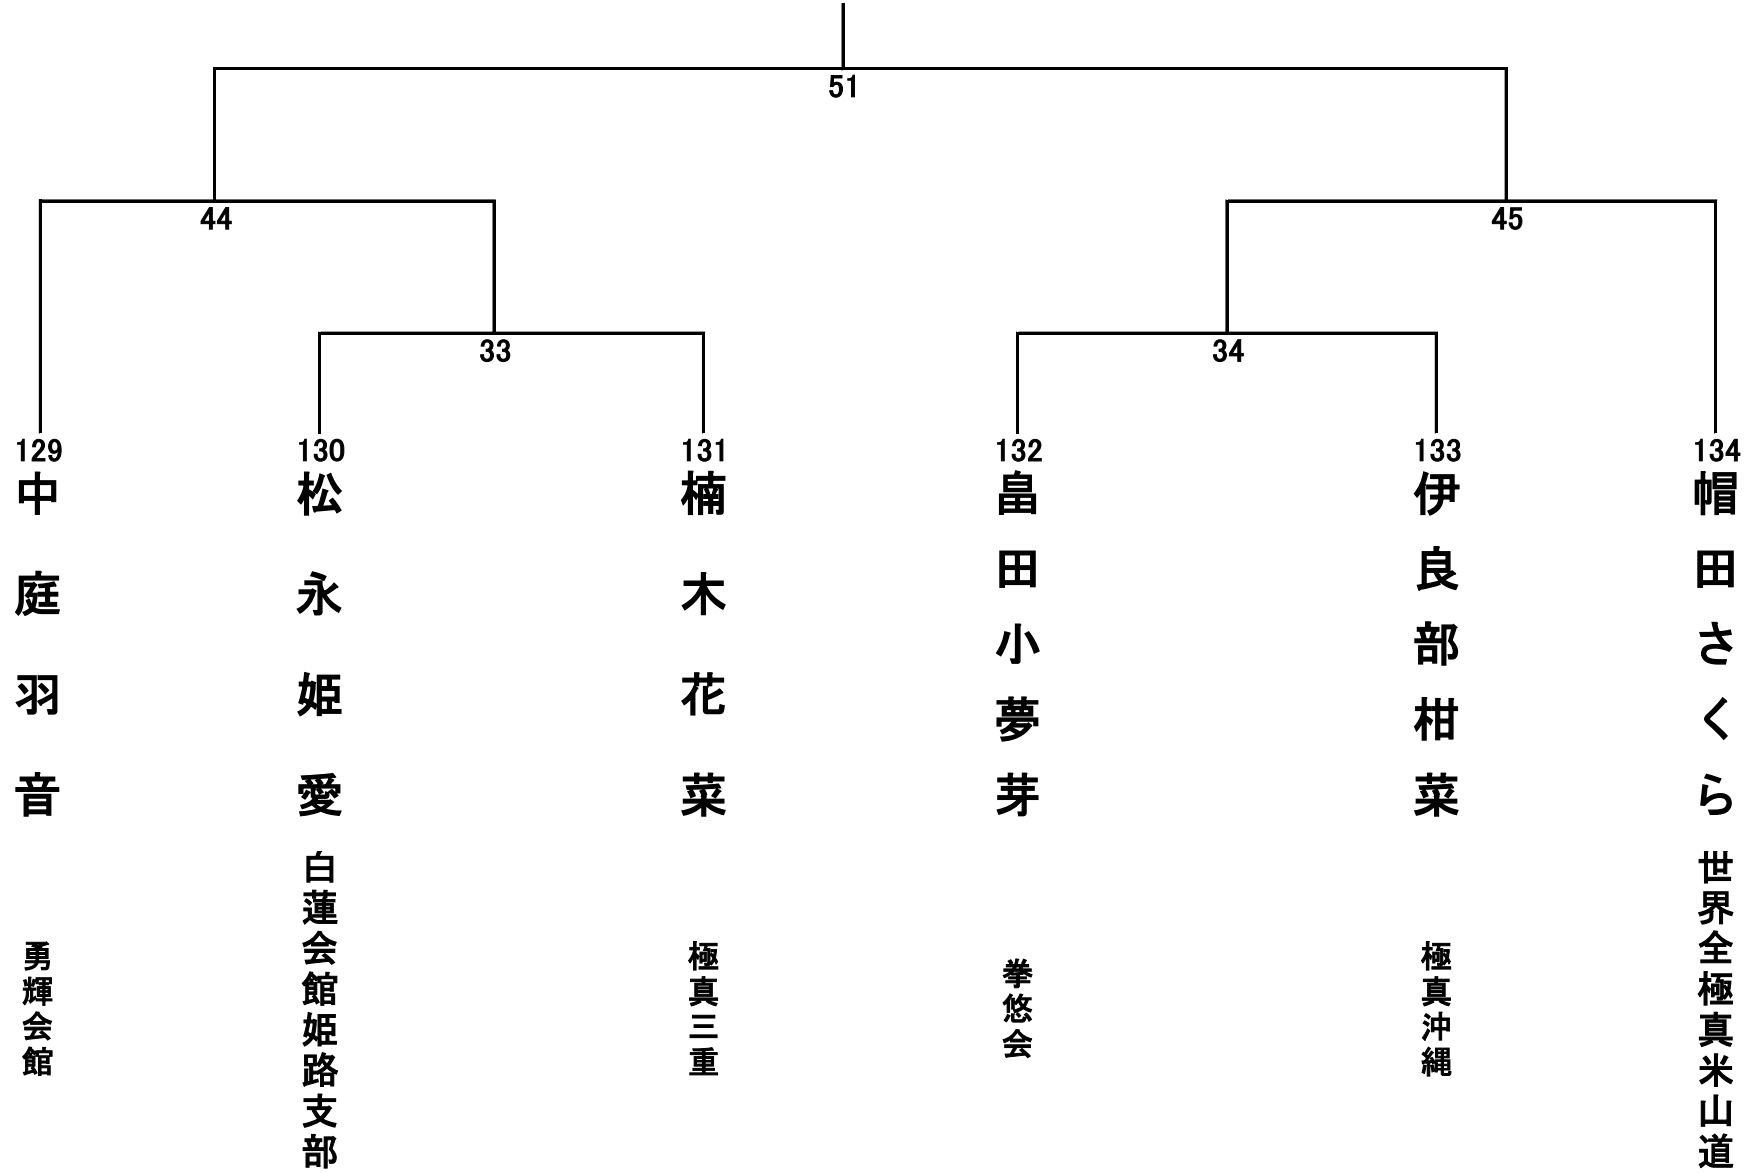 51
44
45
33
34
129
130
131
132
133
134
中庭羽音
松永姫愛
楠木花菜
畠田小夢芽
伊良部柑菜
帽田さくら
勇輝会館
白蓮会館姫路支部
極真三重
拳悠会
極真沖縄
世界全極真米山道